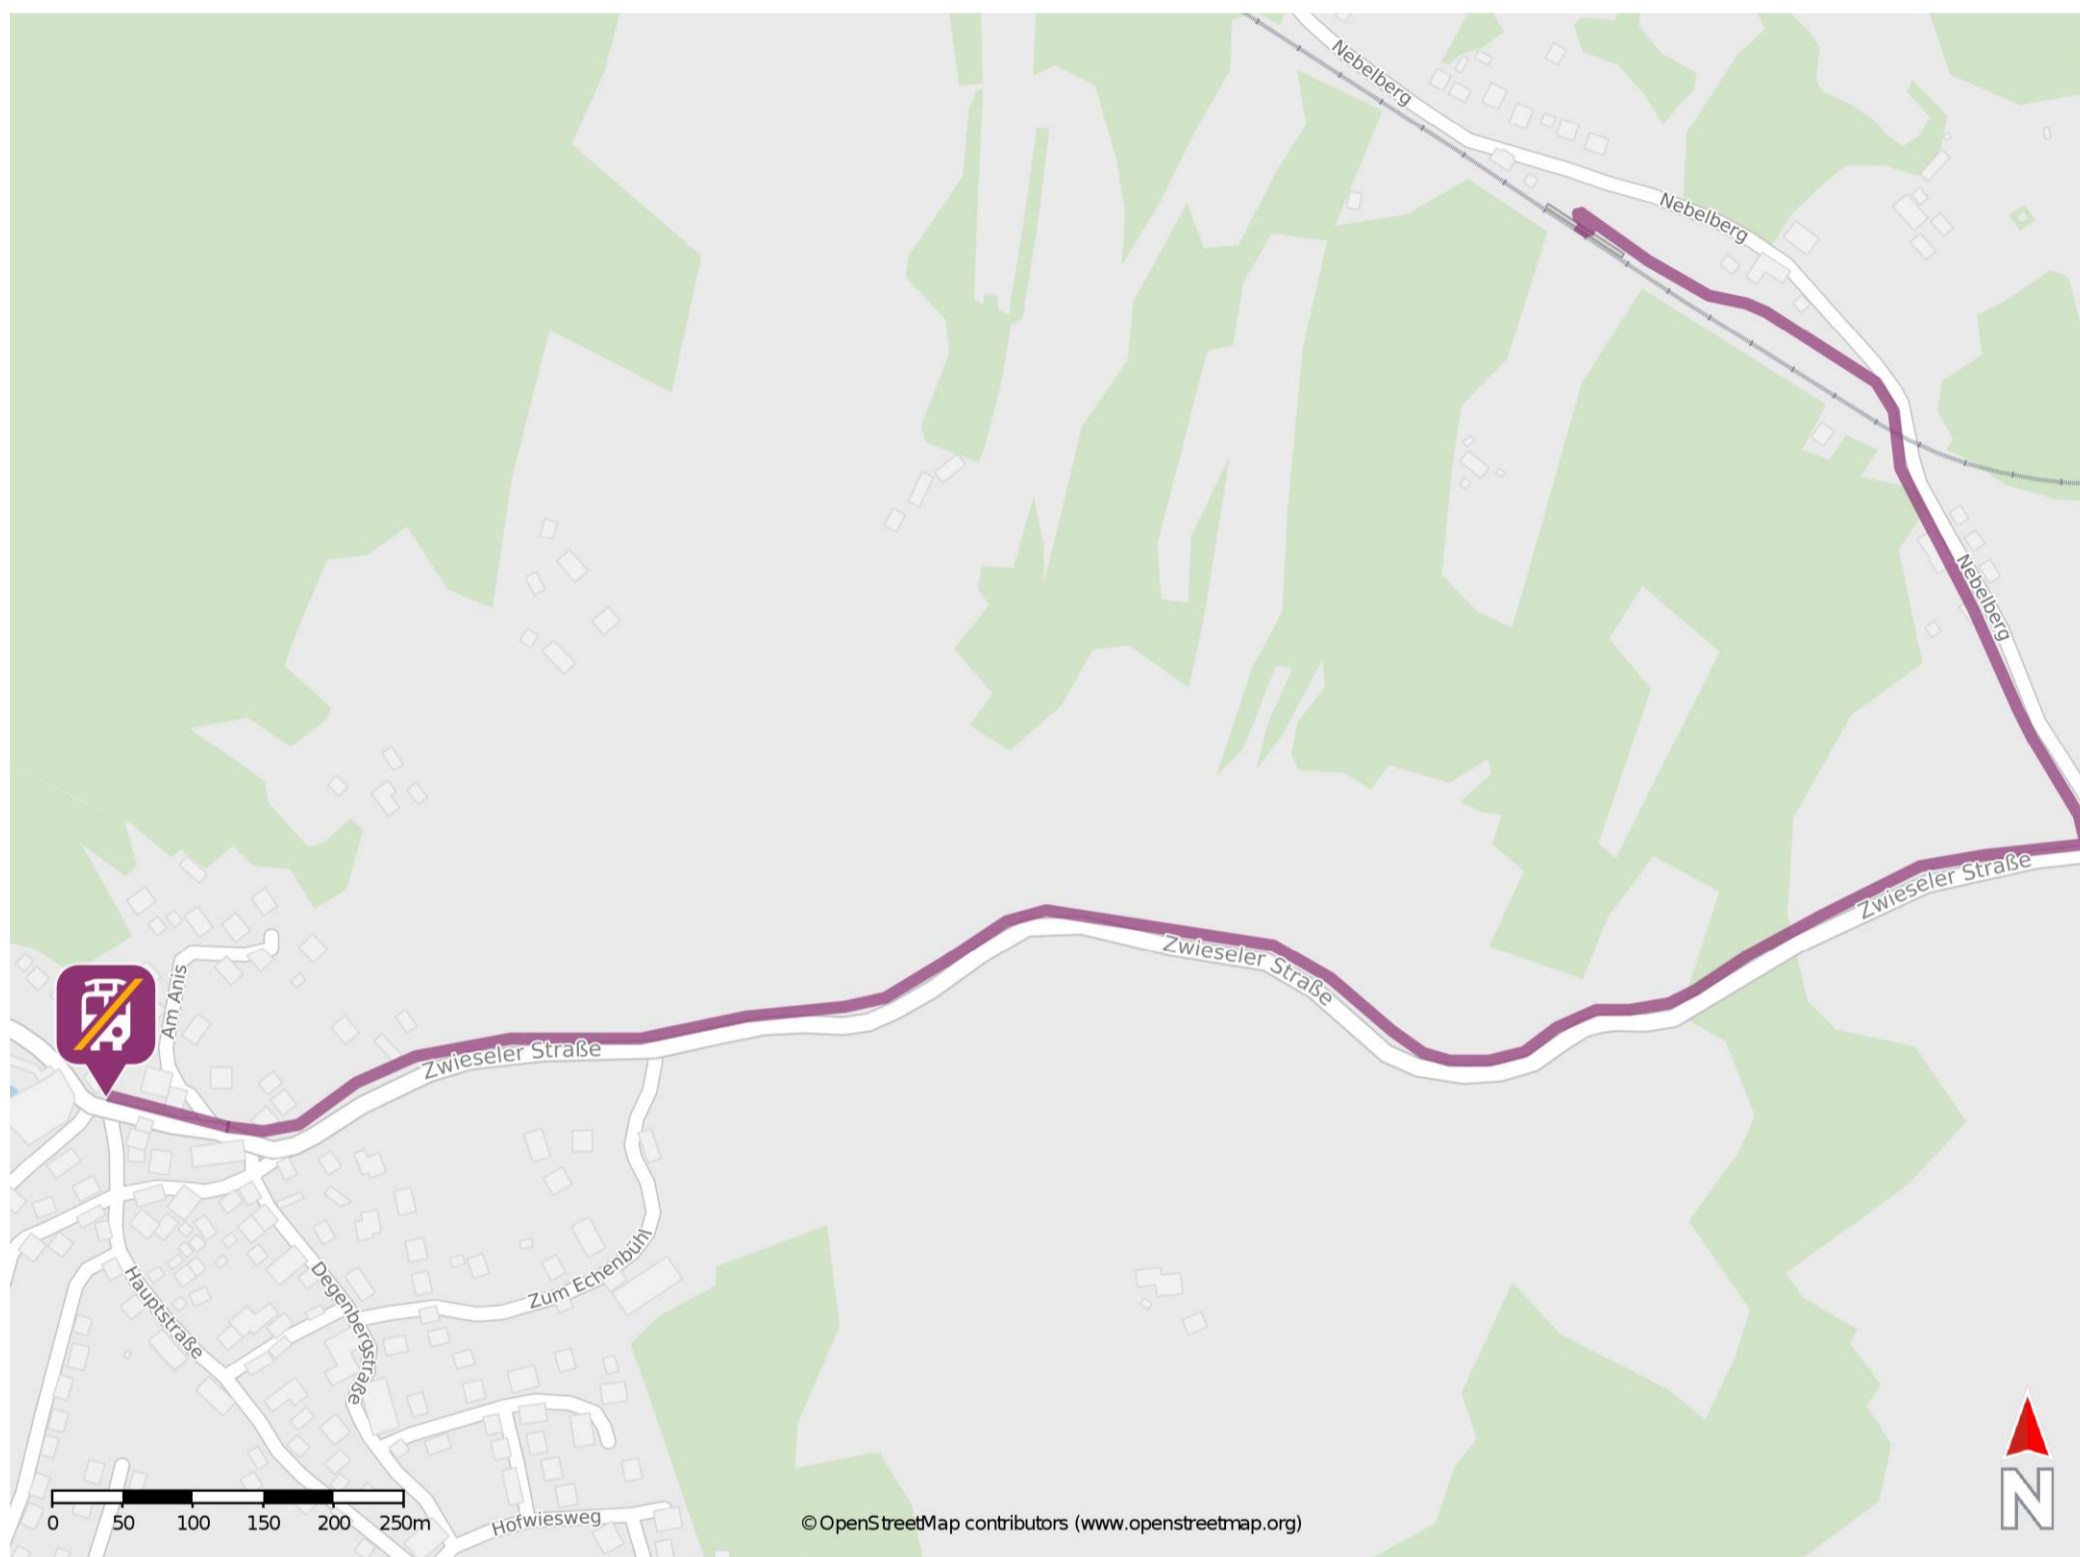 Nebelberg
Nebelberg
Nebelberg
Zwieseler Straße
Zwieseler Straße
Am Anis
Zwieseler Straße
Zum Echenbühl
Hauptstraße
Degenbergstraße
Hofwiesweg
0 50 100 150 200 250m
© OpenStreetMap contributors (www.openstreetmap.org)
N